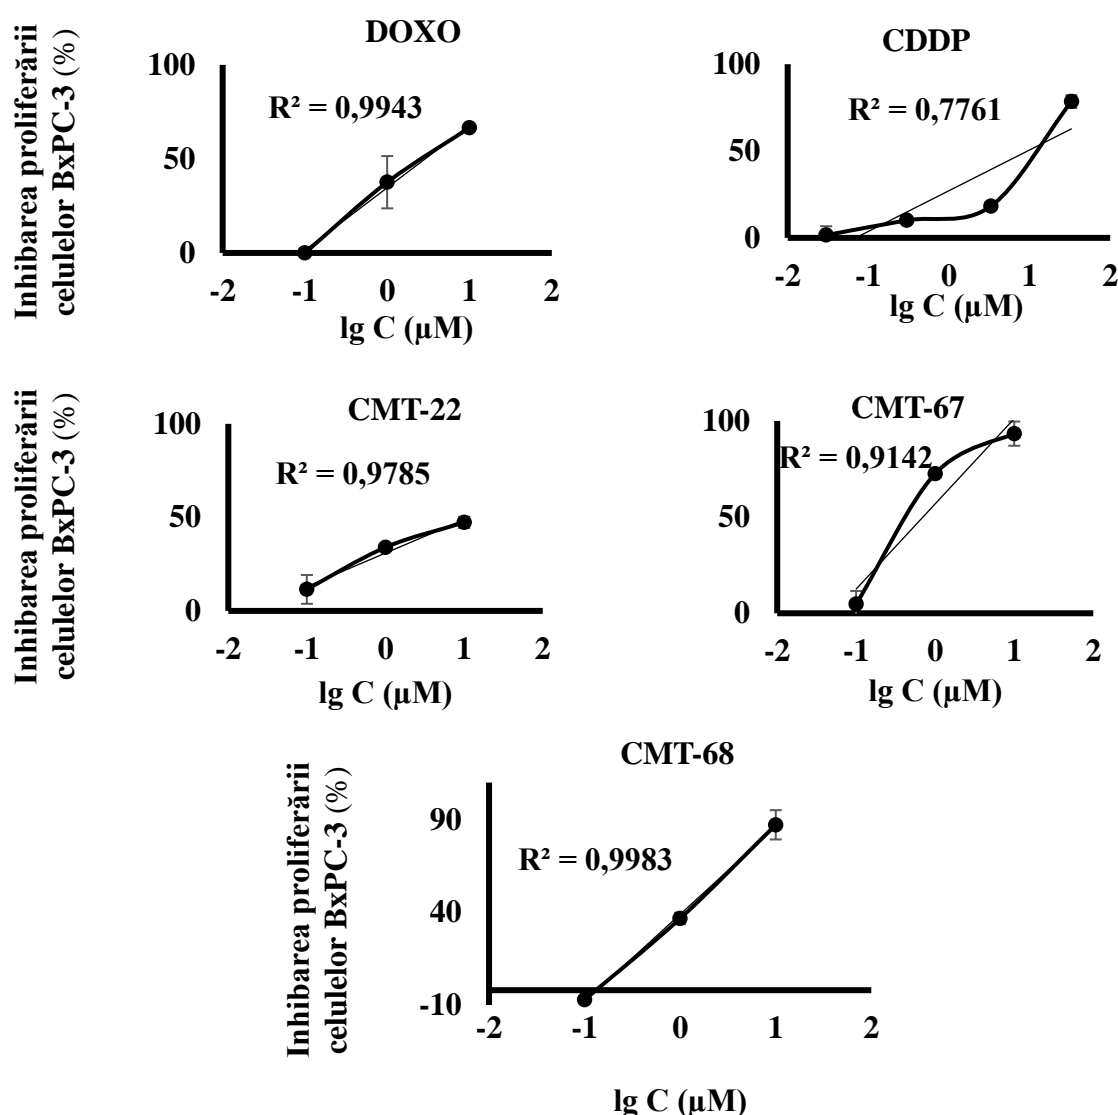 DOXO
Inhibarea proliferării
celulelor BxPC-3 (%)
100
50
0
R² = 0,9943
-2 -1 0 1 2
lg C (µM)
CDDP
100
50
0
R² = 0,7761
-2 -1 0 1 2
lg C (µM)
CMT-22
Inhibarea proliferării
celulelor BxPC-3 (%)
100
50
0
R² = 0,9785
-2 -1 0 1 2
lg C (µM)
CMT-67
100
50
0
R² = 0,9142
-2 -1 0 1 2
lg C (µM)
CMT-68
Inhibarea proliferării
celulelor BxPC-3 (%)
90
40
-10
R² = 0,9983
-2 -1 0 1 2
lg C (µM)